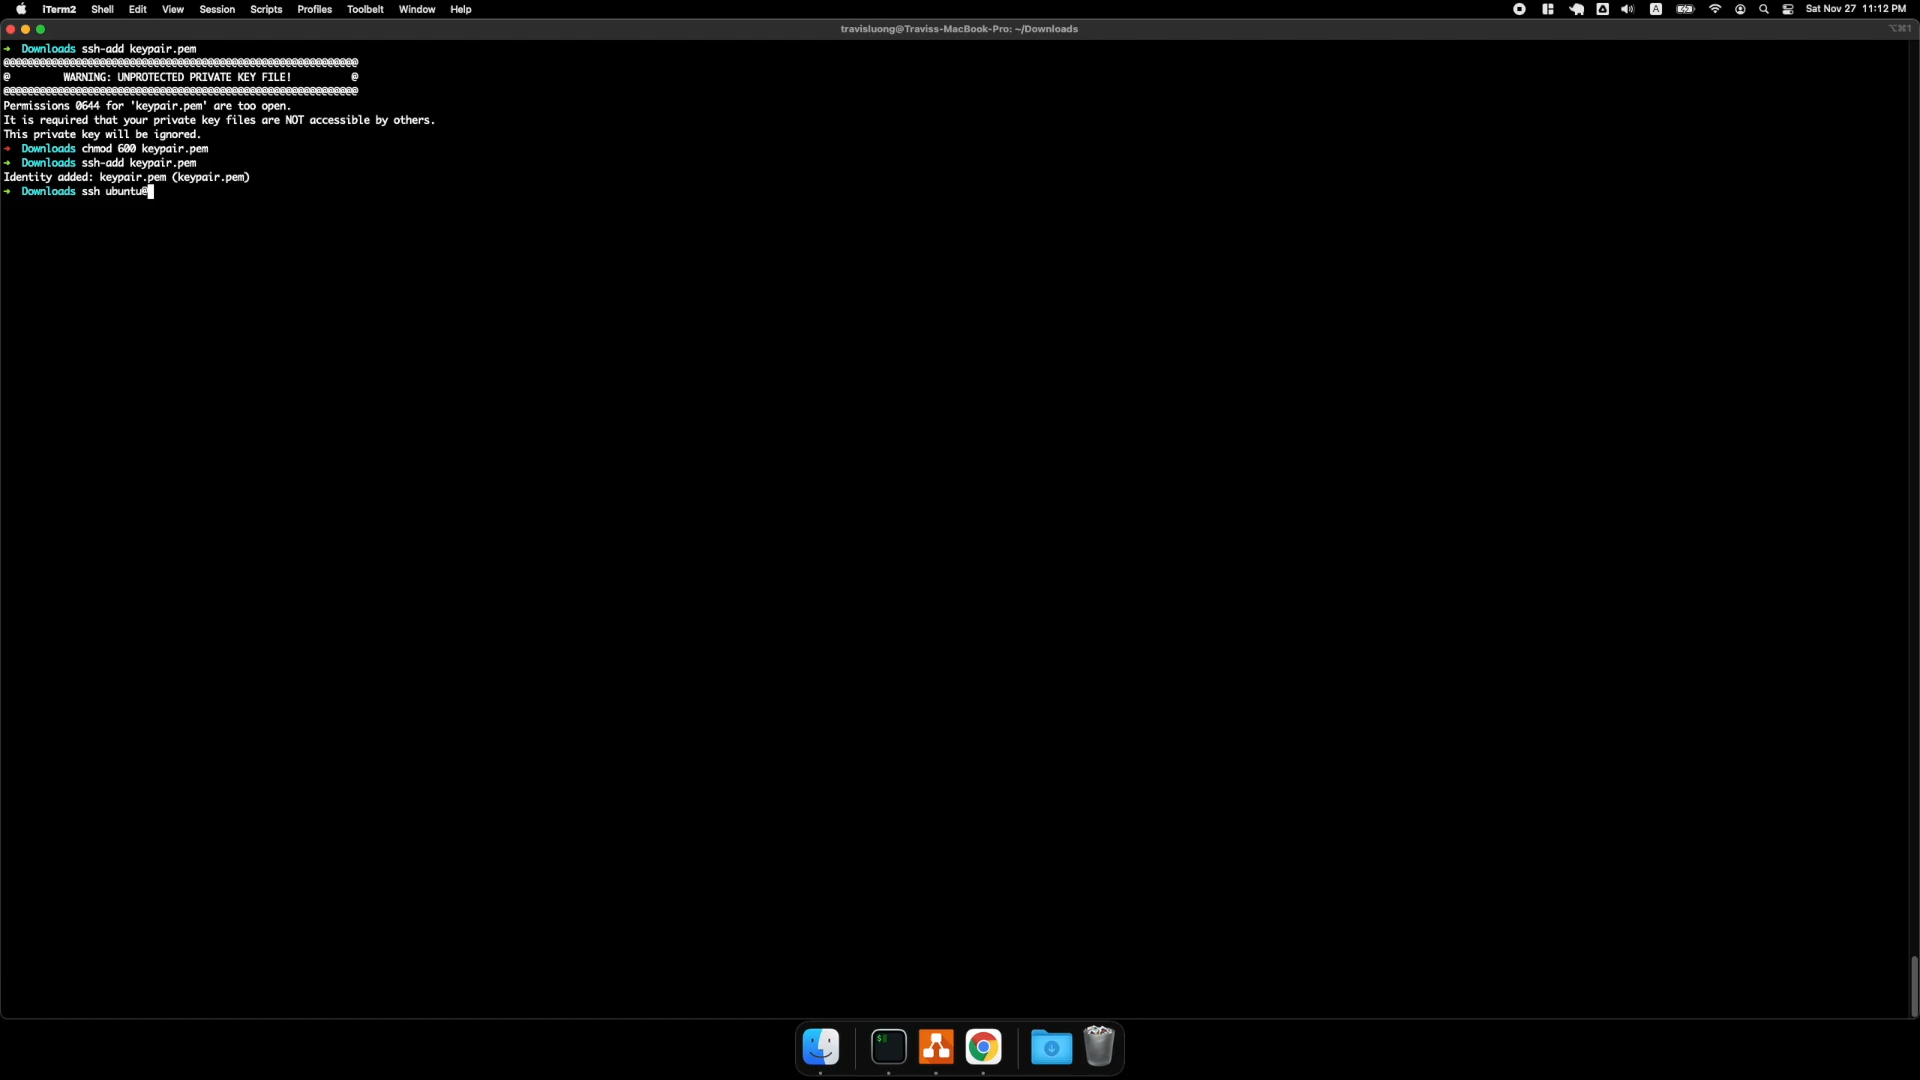 iTerm2 Shell Edit View Session Scripts Profiles Toolbelt Window Help A Sat Nov 27 11:12 PM
travisluong@Traviss-MacBook-Pro: ~/Downloads ⌥⌘1
→ Downloads ssh-add keypair.pem
@@@@@@@@@@@@@@@@@@@@@@@@@@@@@@@@@@@@@@@@@@@@@@@@@@@@@@@@@@@
@ WARNING: UNPROTECTED PRIVATE KEY FILE! @
@@@@@@@@@@@@@@@@@@@@@@@@@@@@@@@@@@@@@@@@@@@@@@@@@@@@@@@@@@@
Permissions 0644 for 'keypair.pem' are too open.
It is required that your private key files are NOT accessible by others.
This private key will be ignored.
→ Downloads chmod 600 keypair.pem
→ Downloads ssh-add keypair.pem
Identity added: keypair.pem (keypair.pem)
→ Downloads ssh ubuntu@